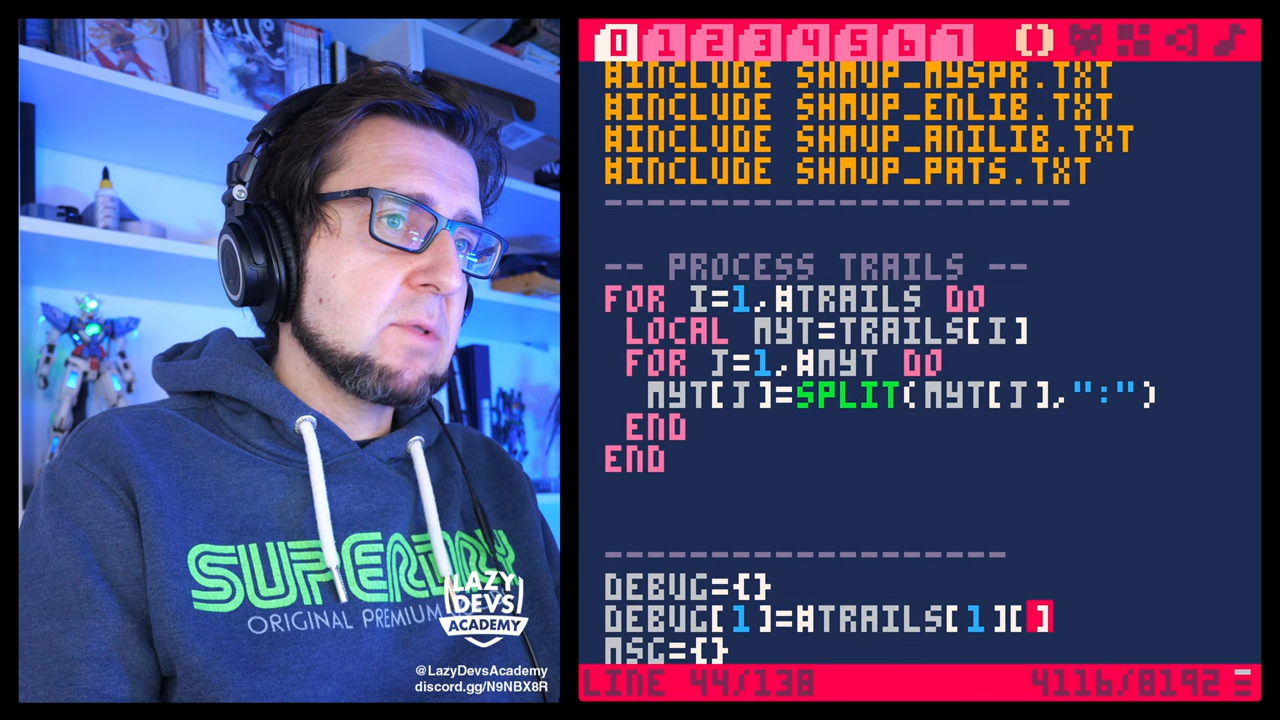 SUPERDRY
ORIGINAL PREMIUM
LAZY
DEVS
ACADEMY
@LazyDevsAcademy
discord.gg/N9NBX8R
0 1 2 3 4 5 6 7 ()
#INCLUDE SHMUP_MYSPR.TXT
#INCLUDE SHMUP_ENLIB.TXT
#INCLUDE SHMUP_ANILIB.TXT
#INCLUDE SHMUP_PATS.TXT
----------------------
-- PROCESS TRAILS --
FOR I=1,#TRAILS DO
LOCAL MYT=TRAILS[I]
FOR J=1,#MYT DO
MYT[J]=SPLIT(MYT[J],":")
END
END
-------------------
DEBUG={}
DEBUG[1]=#TRAILS[1][]
MSG={}
LINE 44/138 4116/8192